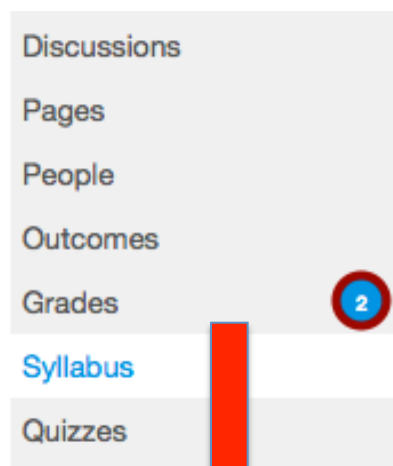 Discussions
Pages
People
Outcomes
Grades 2
Syllabus
Quizzes